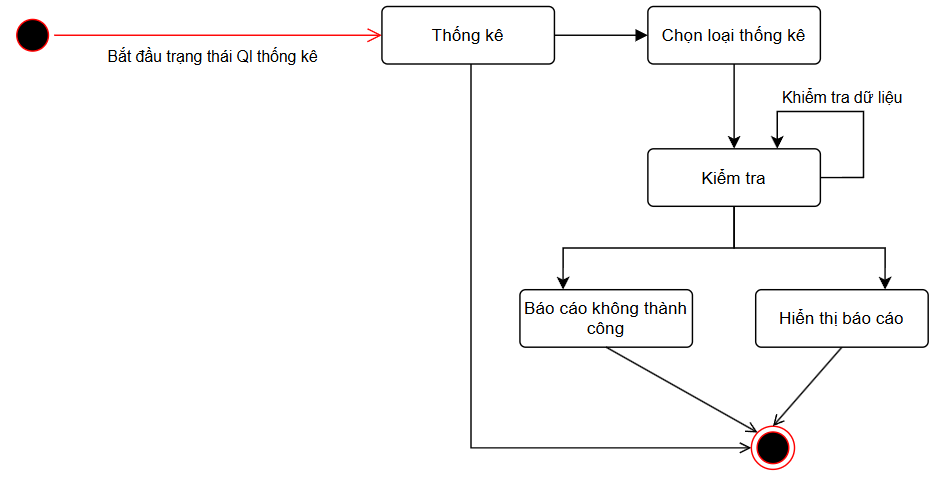 Thống kê
Chọn loại thống kê
Bắt đầu trạng thái Ql thống kê
Khiểm tra dữ liệu
Kiểm tra
Báo cáo không thành
công
Hiển thị báo cáo